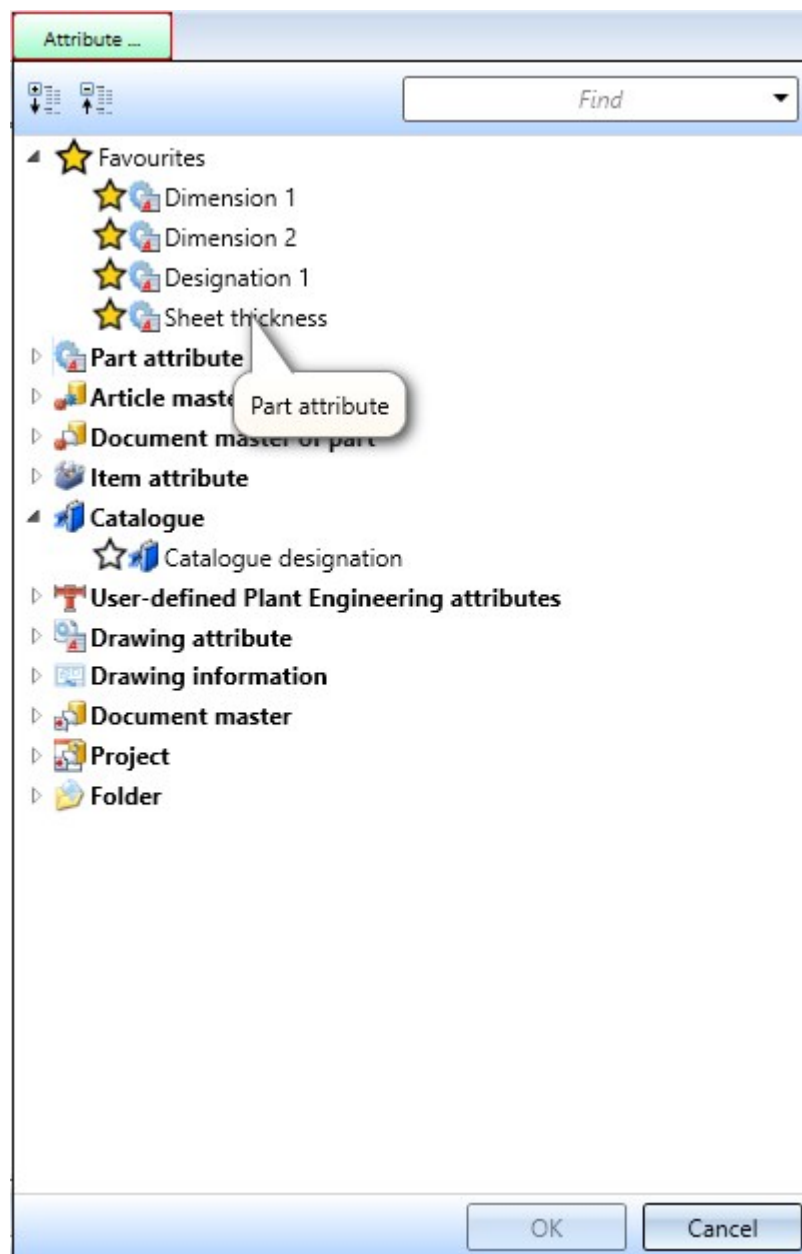 Attribute ...
Find
Favourites
Dimension 1
Dimension 2
Designation 1
Sheet thickness
Part attribute
Article maste
Part attribute
Document master of part
Item attribute
Catalogue
Catalogue designation
User-defined Plant Engineering attributes
Drawing attribute
Drawing information
Document master
Project
Folder
OK
Cancel